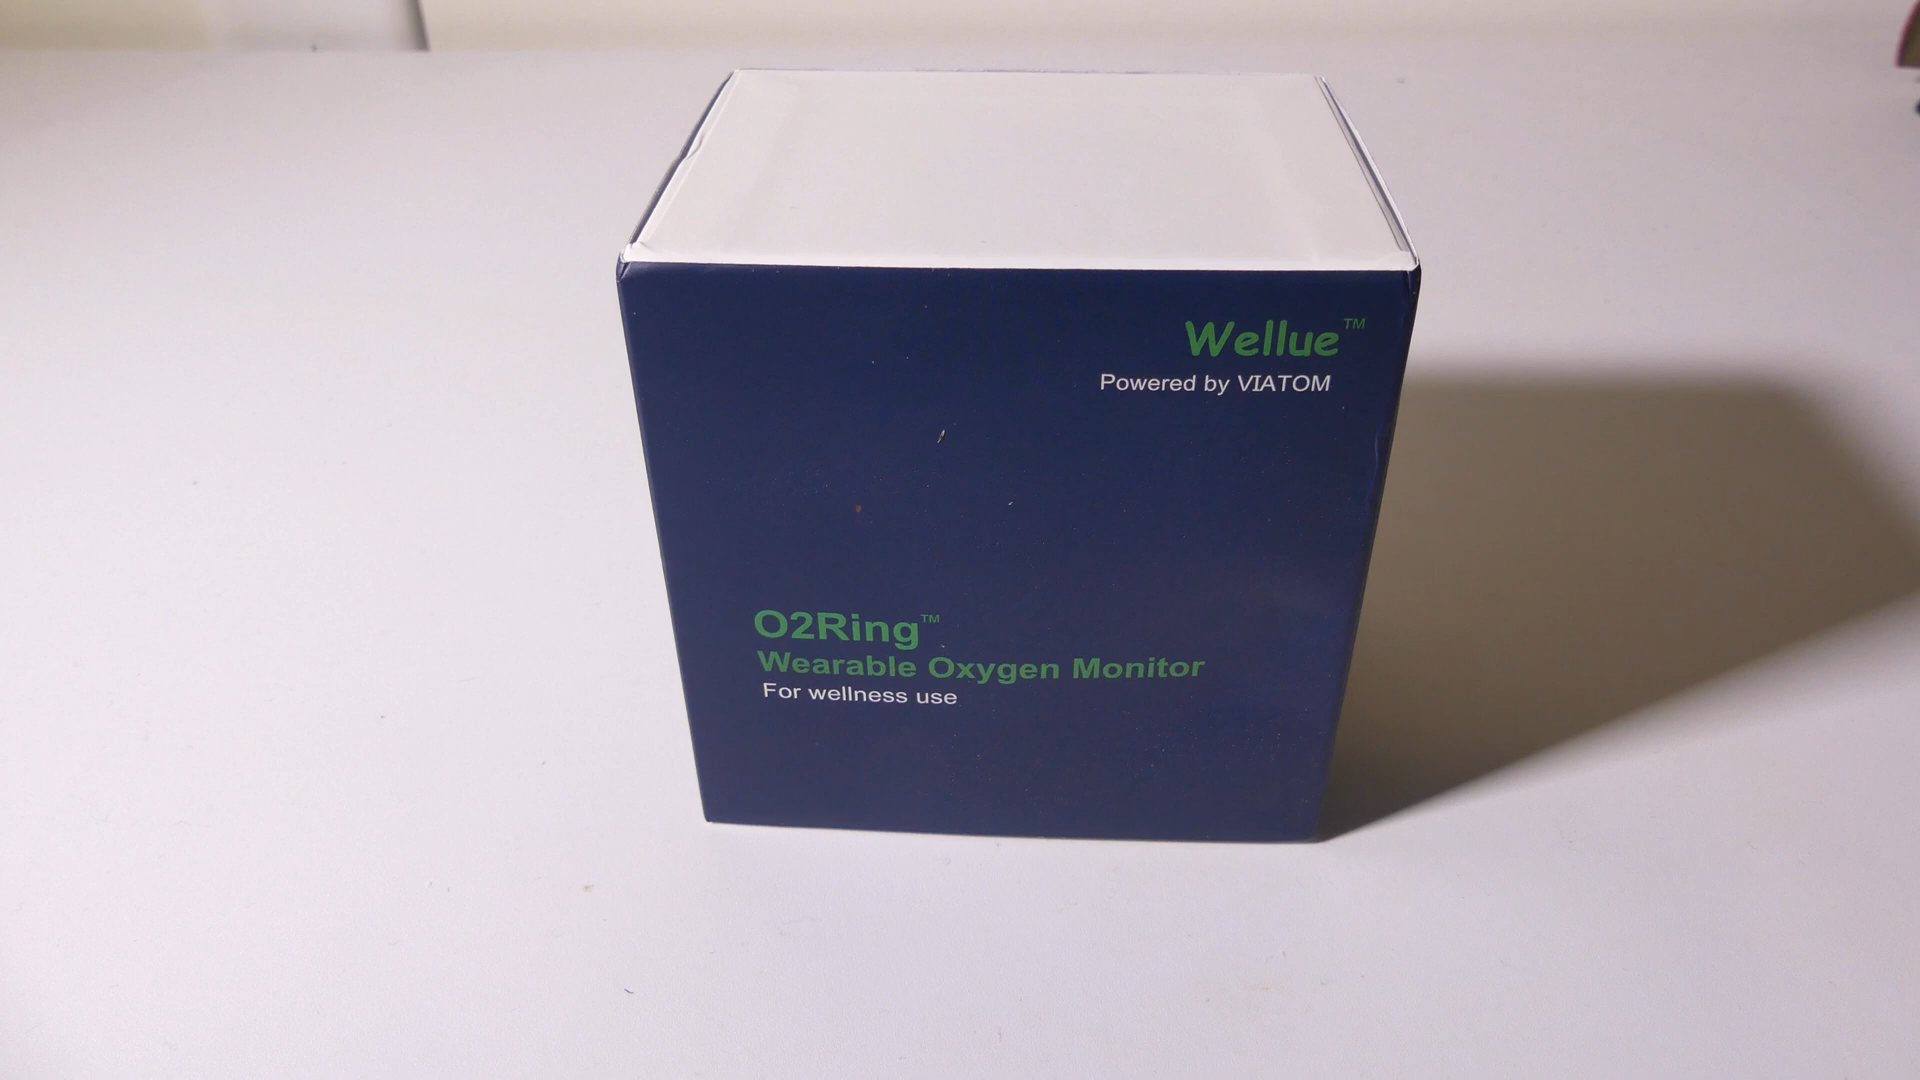 Wellue™
Powered by VIATOM
O2Ring™
Wearable Oxygen Monitor
For wellness use